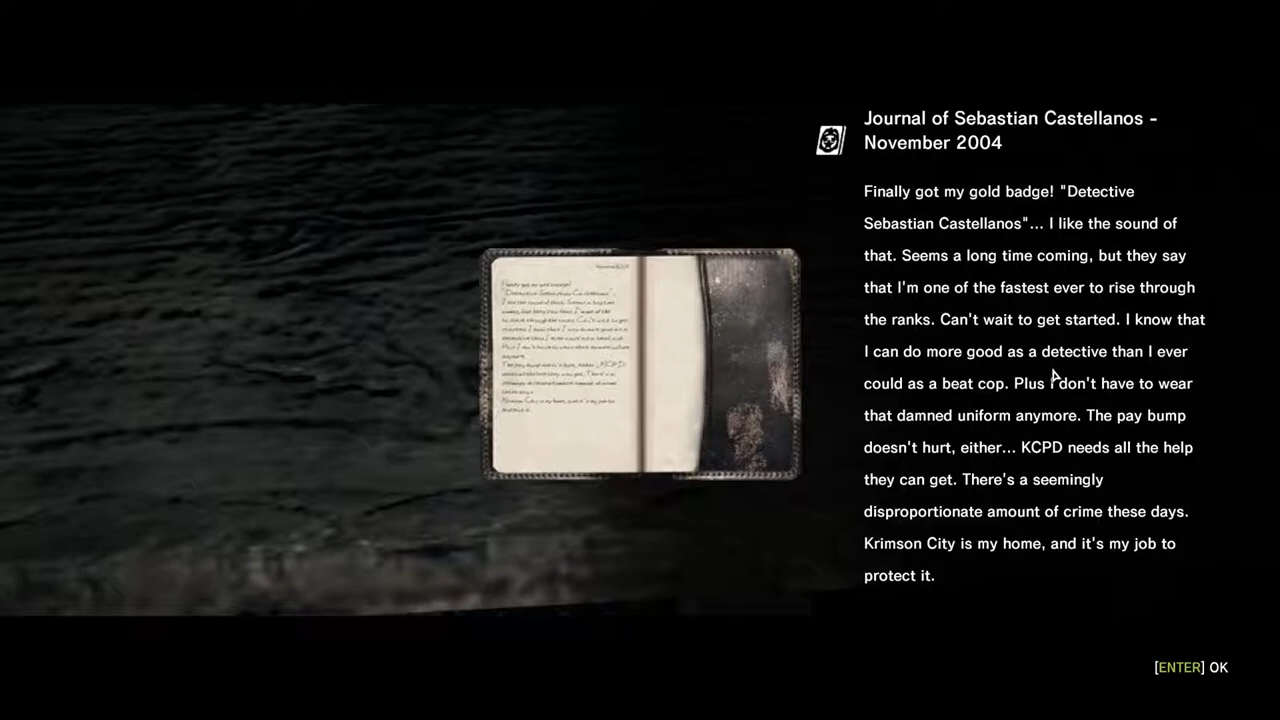 Journal of Sebastian Castellanos -
November 2004
Finally got my gold badge! "Detective
Sebastian Castellanos"... I like the sound of
that. Seems a long time coming, but they say
that I'm one of the fastest ever to rise through
the ranks. Can't wait to get started. I know that
I can do more good as a detective than I ever
could as a beat cop. Plus I don't have to wear
that damned uniform anymore. The pay bump
doesn't hurt, either... KCPD needs all the help
they can get. There's a seemingly
disproportionate amount of crime these days.
Krimson City is my home, and it's my job to
protect it.
[ENTER] OK